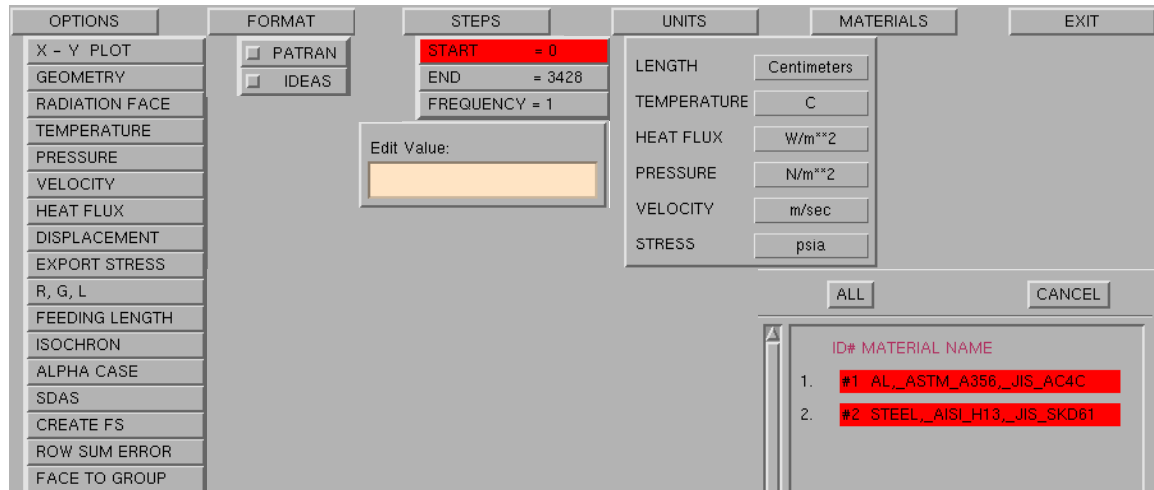 OPTIONS FORMAT STEPS UNITS MATERIALS EXIT
X - Y PLOT
GEOMETRY
RADIATION FACE
TEMPERATURE
PRESSURE
VELOCITY
HEAT FLUX
DISPLACEMENT
EXPORT STRESS
R, G, L
FEEDING LENGTH
ISOCHRON
ALPHA CASE
SDAS
CREATE FS
ROW SUM ERROR
FACE TO GROUP
PATRAN
IDEAS
START = 0
END = 3428
FREQUENCY = 1
Edit Value:
LENGTH Centimeters
TEMPERATURE C
HEAT FLUX W/m**2
PRESSURE N/m**2
VELOCITY m/sec
STRESS psia
ALL CANCEL
ID# MATERIAL NAME
1. #1 AL,_ASTM_A356,_JIS_AC4C
2. #2 STEEL,_AISI_H13,_JIS_SKD61